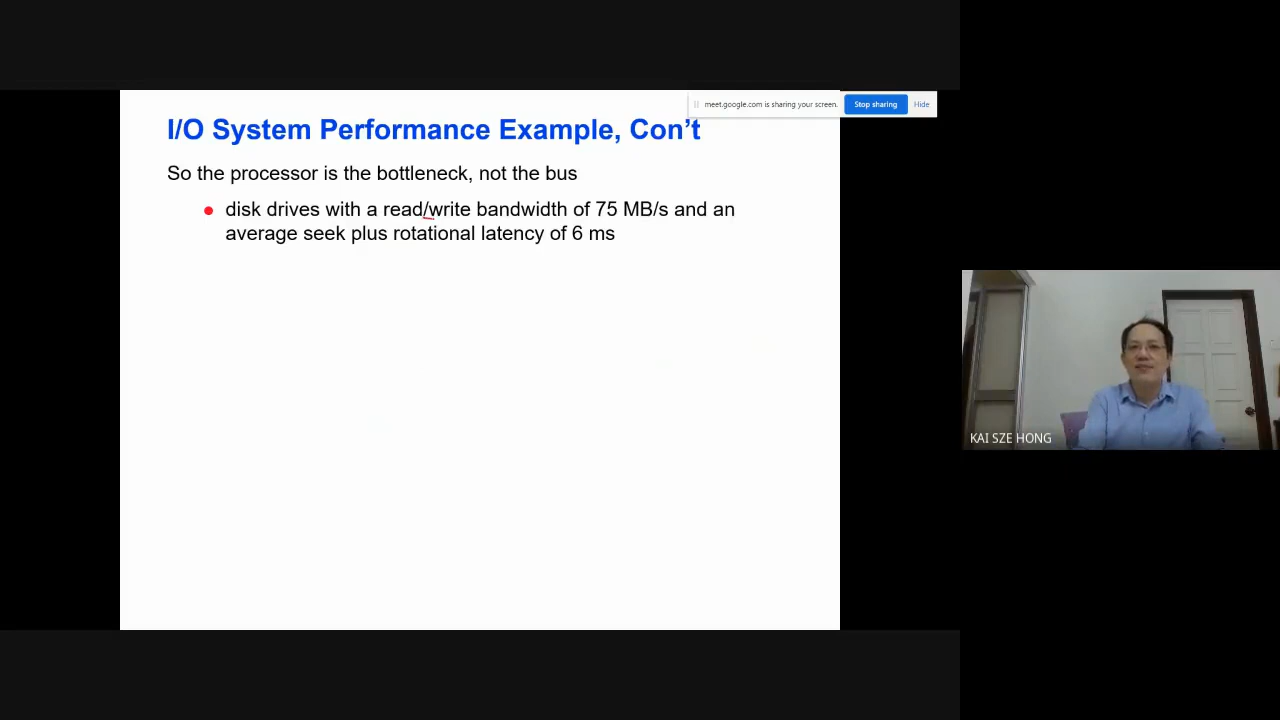 meet.google.com is sharing your screen.
Stop sharing
Hide
I/O System Performance Example, Con’t
So the processor is the bottleneck, not the bus
disk drives with a read/write bandwidth of 75 MB/s and an
average seek plus rotational latency of 6 ms
KAI SZE HONG